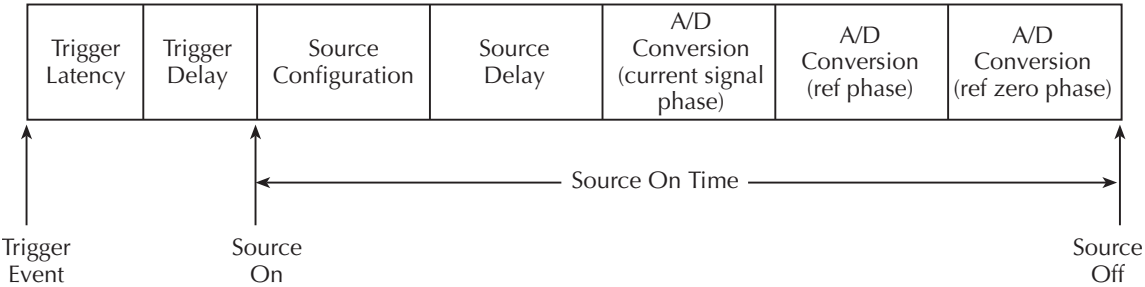 Trigger
Latency
Trigger
Delay
Source
Configuration
Source
Delay
A/D
Conversion
(current signal
phase)
A/D
Conversion
(ref phase)
A/D
Conversion
(ref zero phase)
Source On Time
Trigger
Event
Source
On
Source
Off